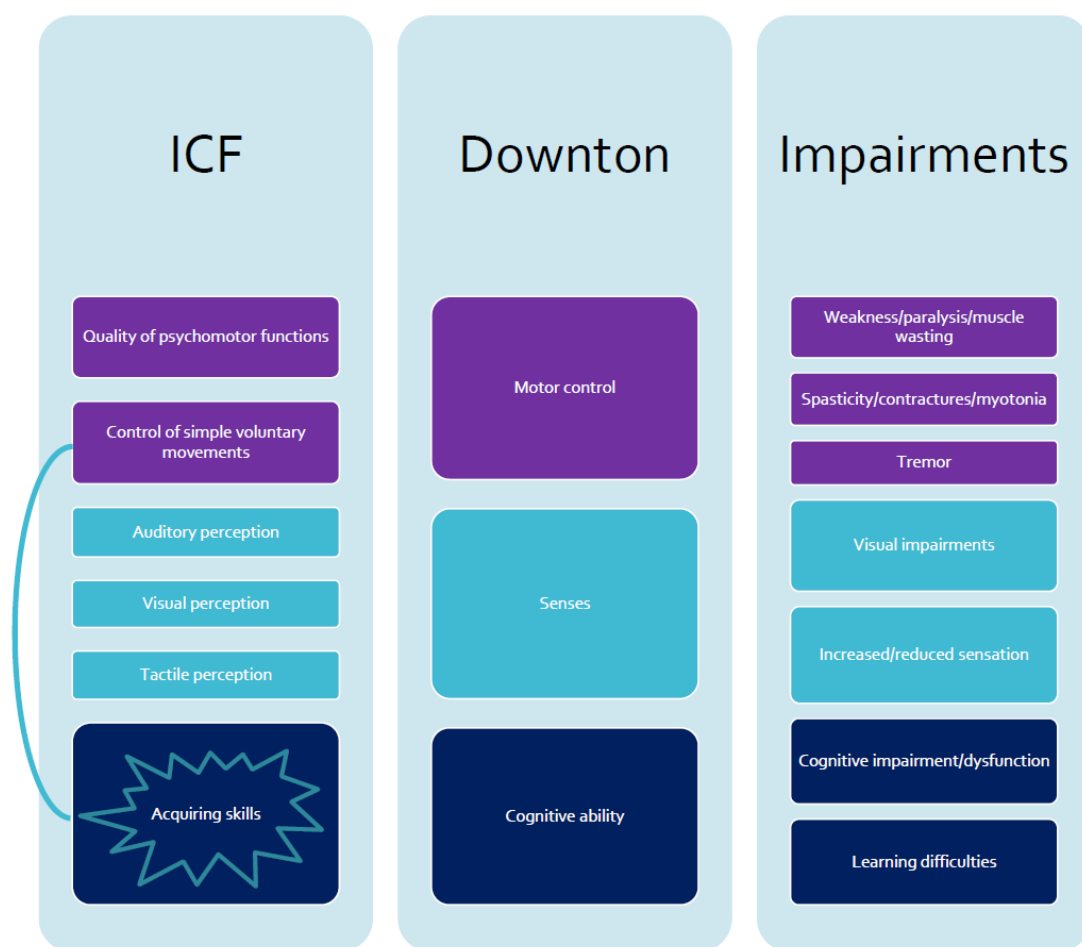 ICF
Quality of psychomotor functions
Control of simple voluntary
movements
Auditory perception
Visual perception
Tactile perception
Acquiring skills
Downton
Motor control
Senses
Cognitive ability
Impairments
Weakness/paralysis/muscle
wasting
Spasticity/contractures/myotonia
Tremor
Visual impairments
Increased/reduced sensation
Cognitive impairment/dysfunction
Learning difficulties